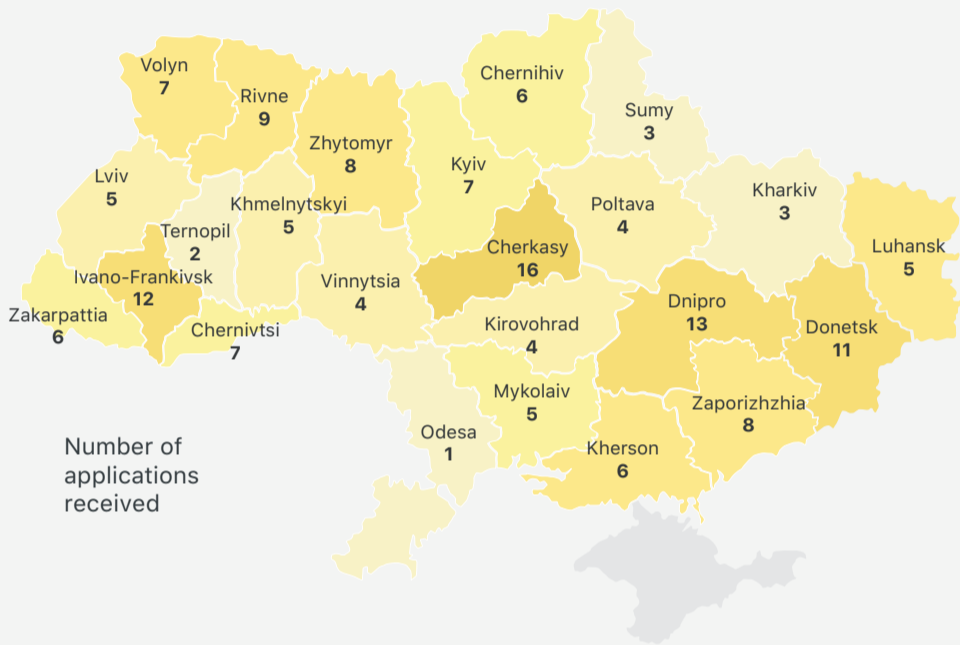 Volyn
7
Rivne
9
Zhytomyr
8
Chernihiv
6
Sumy
3
Kyiv
7
Lviv
5
Khmelnytskyi
5
Ternopil
2
Poltava
4
Kharkiv
3
Luhansk
5
Cherkasy
16
Ivano-Frankivsk
12
Vinnytsia
4
Zakarpattia
6
Chernivtsi
7
Kirovohrad
4
Dnipro
13
Donetsk
11
Mykolaiv
5
Zaporizhzhia
8
Odesa
1
Kherson
6
Number of
applications
received